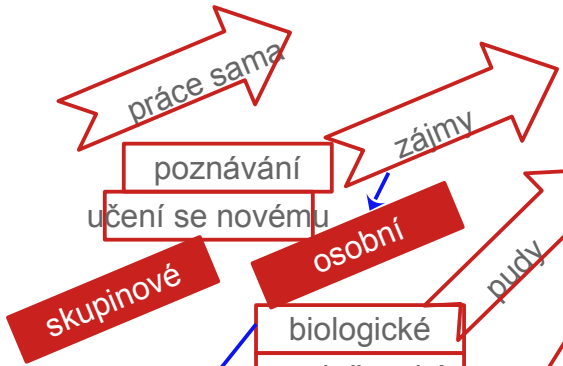 práce sama
zájmy
poznávání
učení se novému
osobní
skupinové
pudy
biologické